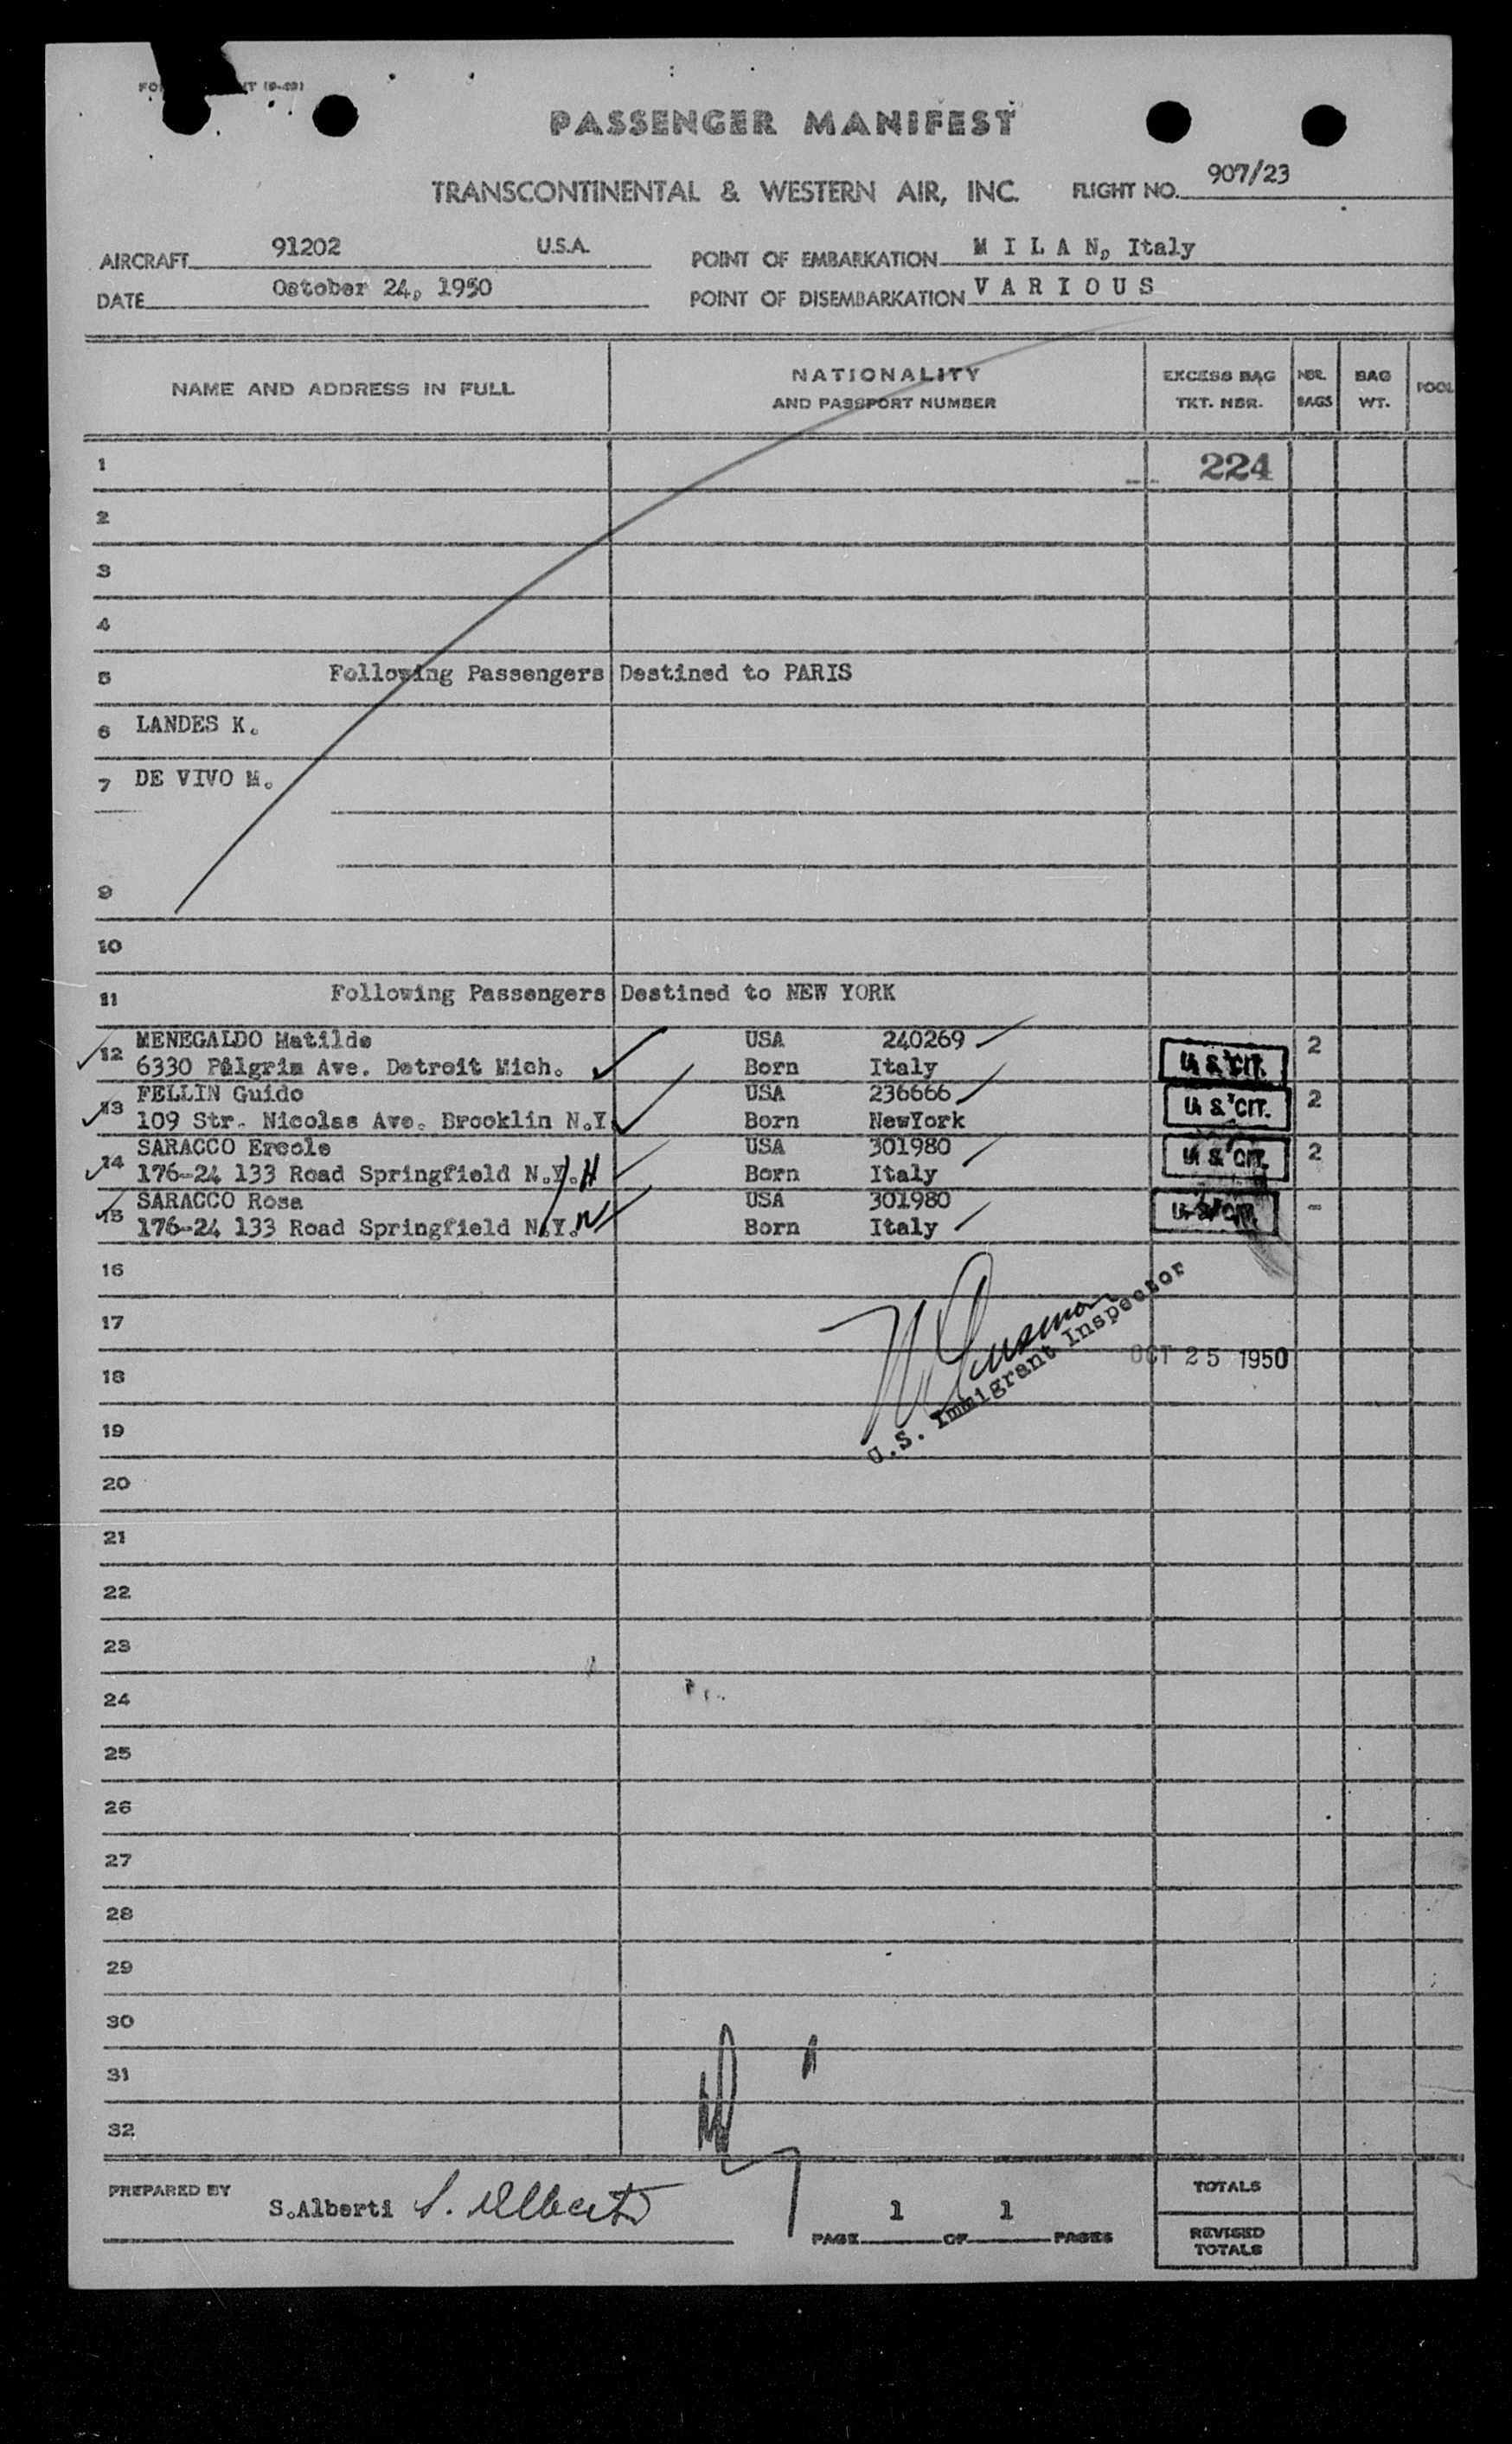 PASSENGER MANIFEST
TRANSCONTINENTAL & WESTERN AIR, INC. FLIGHT NO. 907/23
AIRCRAFT 91202 U.S.A. POINT OF EMBARKATION M I L A N, Italy
DATE October 24, 1950 POINT OF DISEMBARKATION V A R I O U S
NAME AND ADDRESS IN FULL NATIONALITY AND PASSPORT NUMBER EXCESS BAG TKT. NBR. NBR. BAGS BAG WT. POOL
1 224
2
3
4
5 Following Passengers Destined to PARIS
6 LANDES K.
7 DE VIVO M.
9
10
11 Following Passengers Destined to NEW YORK
12 MENEGALDO Matilde USA 240269 2
6330 Pilgrim Ave. Detroit Mich. Born Italy U. S. CIT.
13 FELLIN Guido USA 236666 2
109 Str. Nicolas Ave. Brooklin N.Y. Born NewYork U. S. CIT.
14 SARACCO Ercole USA 301980 2
176-24 133 Road Springfield N.Y. H Born Italy U. S. CIT.
15 SARACCO Rosa USA 301980 -
176-24 133 Road Springfield N.Y. W Born Italy U. S. CIT.
16
17
U.S. Immigrant Inspector
OCT 25 1950
18
19
20
21
22
23
24
25
26
27
28
29
30
31
32
PREPARED BY S.Alberti S. Alberti
PAGE 1 OF 1 PAGES
TOTALS
REVISED TOTALS